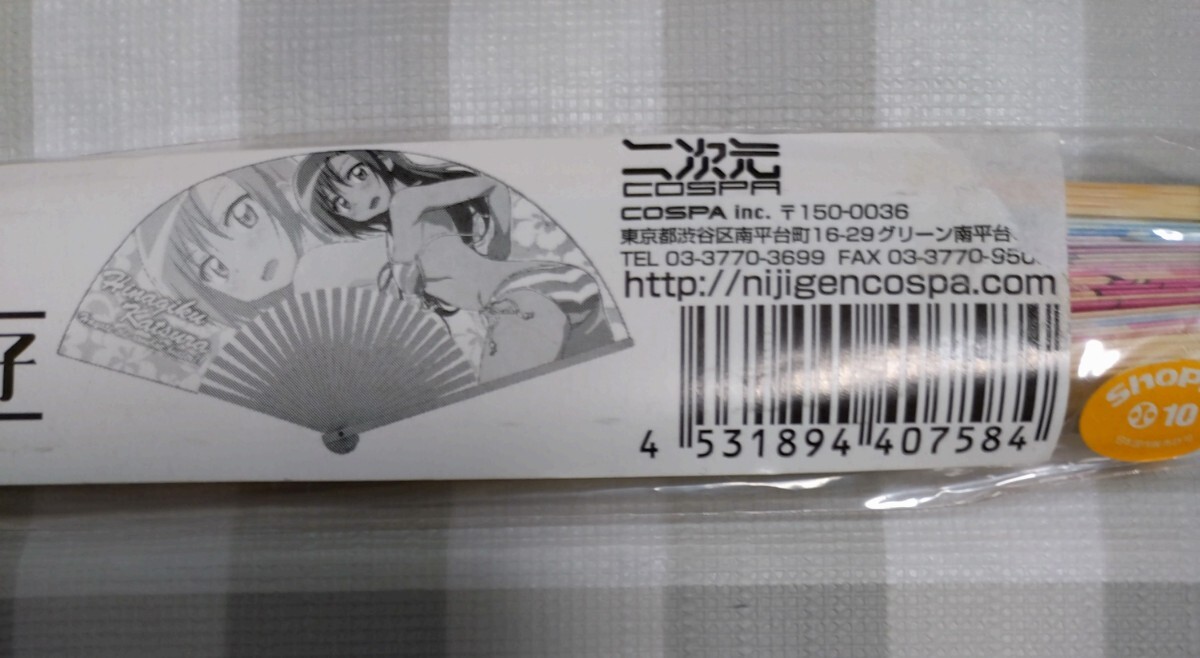 Hinagiku
Katsura
二次元
COSPA
COSPA inc. 〒150-0036
東京都渋谷区南平台町16-29グリーン南平台
TEL 03-3770-3699 FAX 03-3770-950
http://nijigencospa.com
4 531894 407584
shop
10